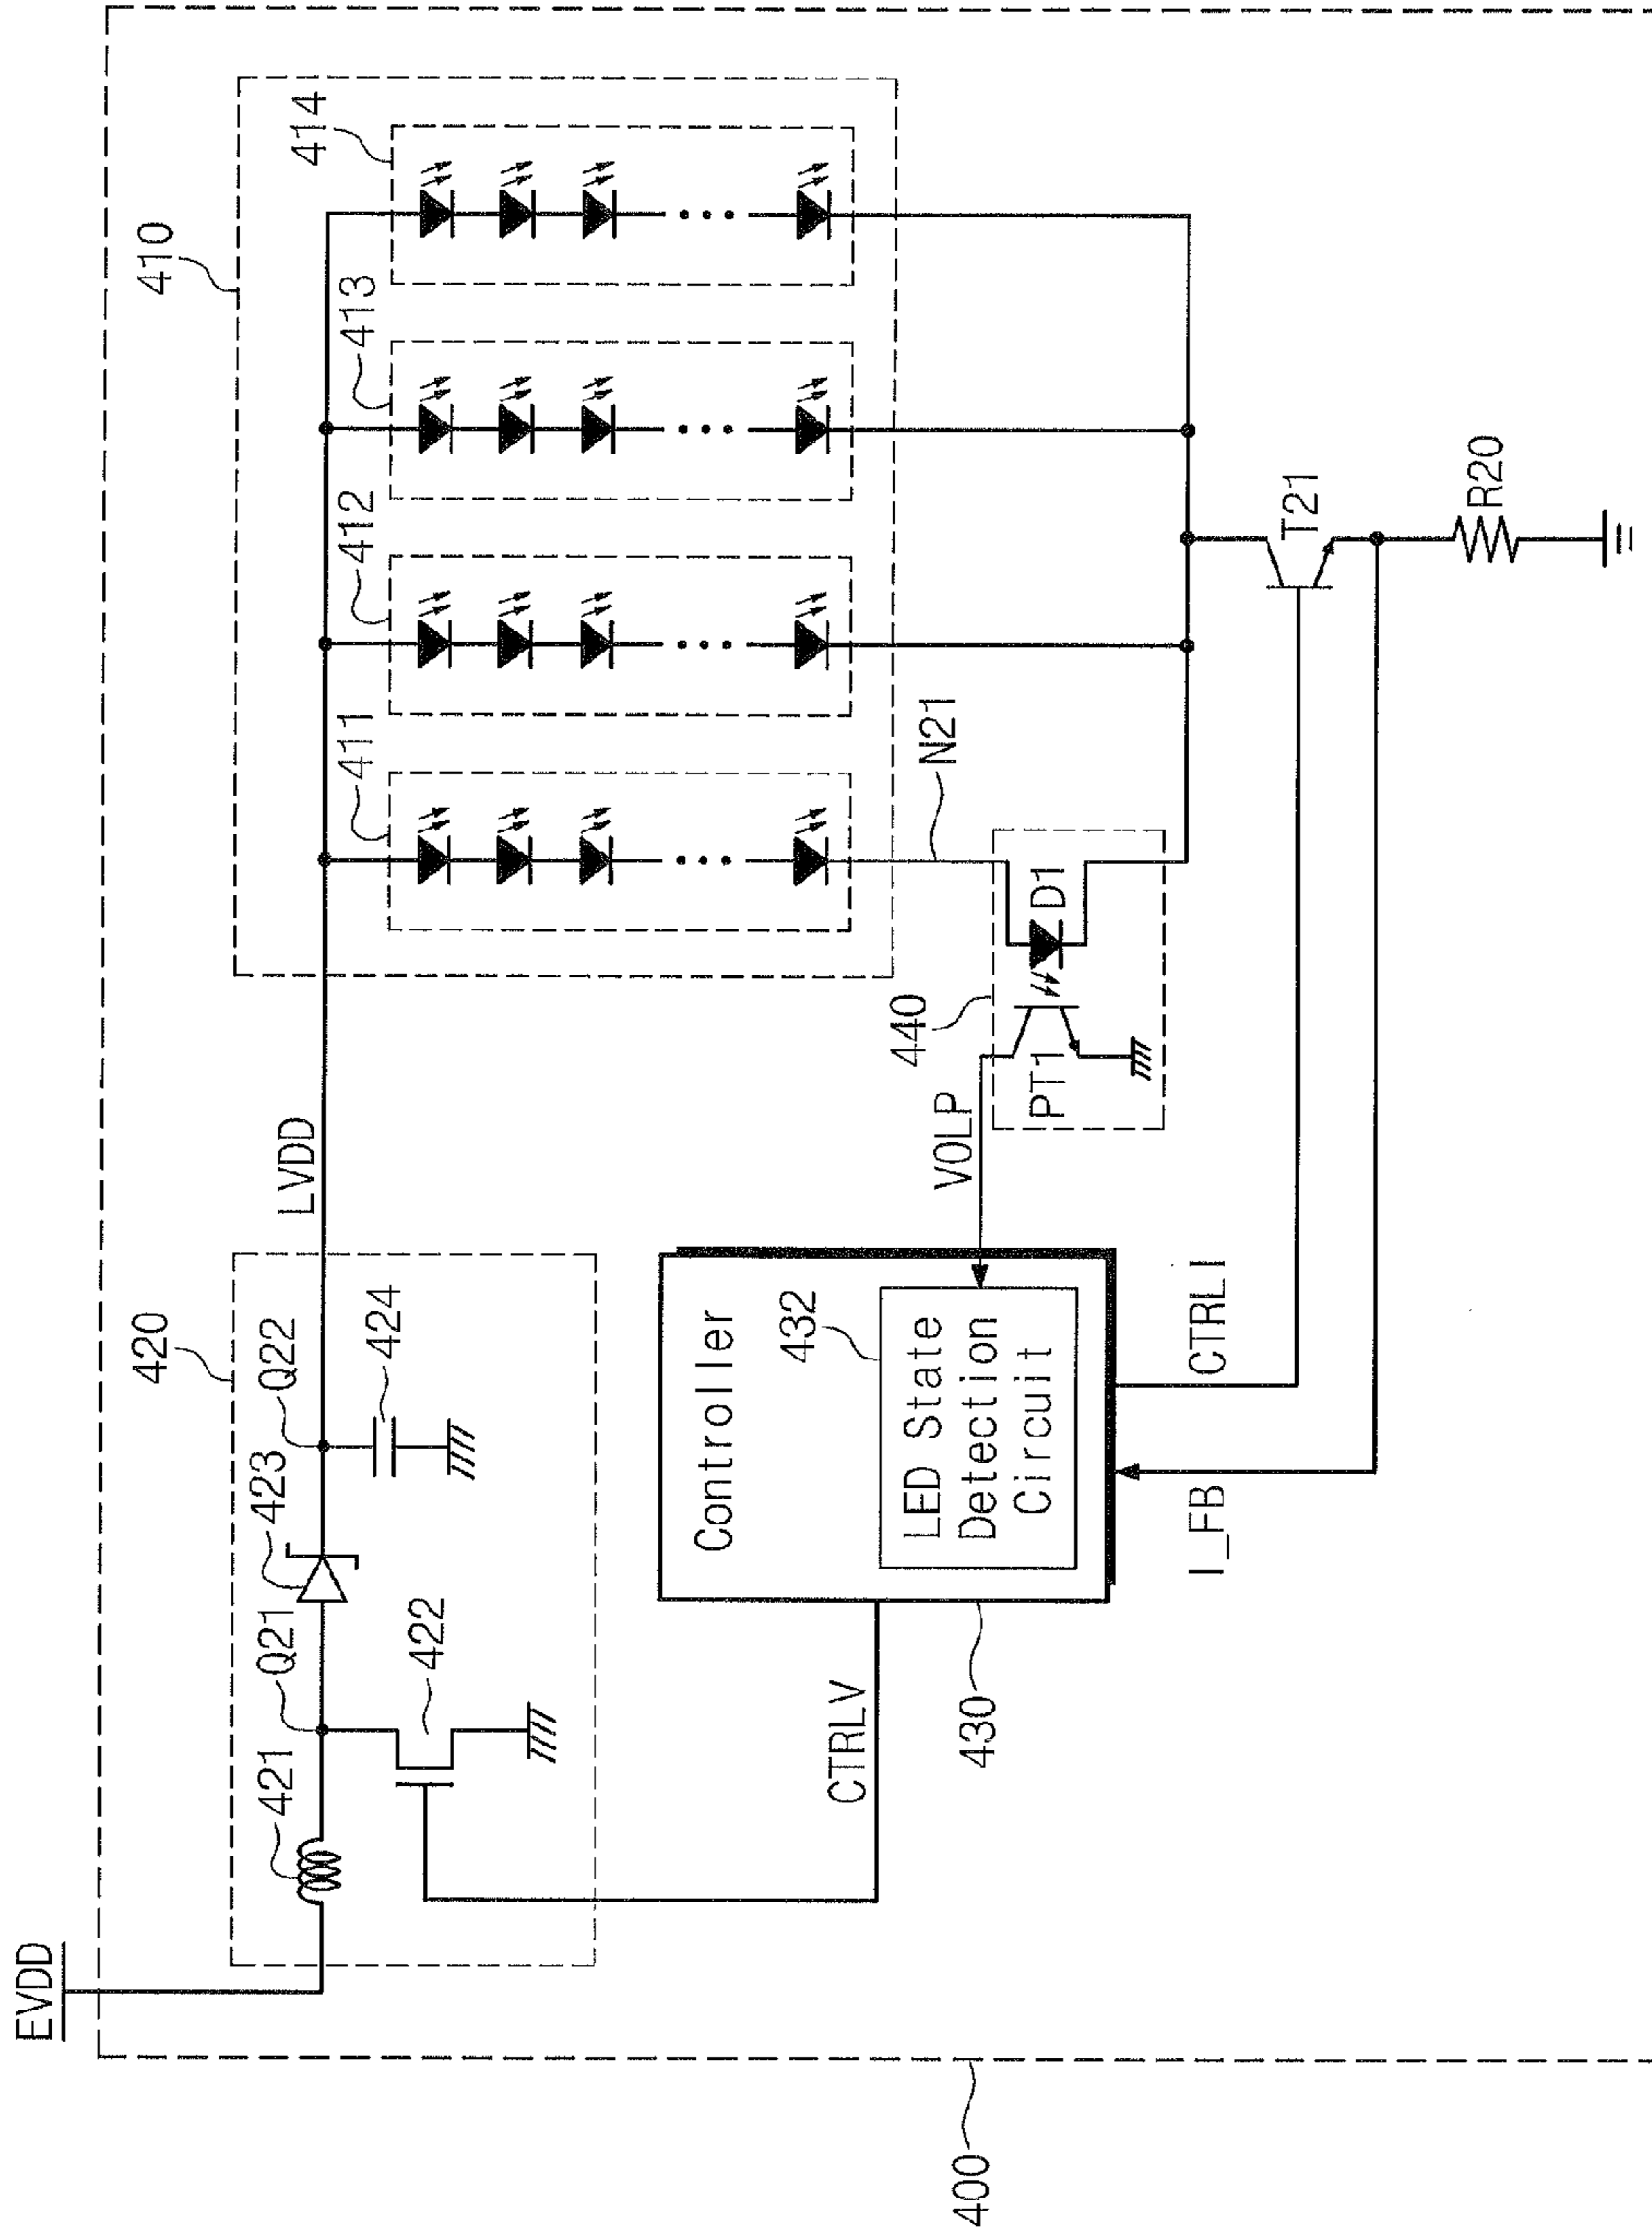 EVDD
400
420
421
Q21
423
Q22
424
422
LVDD
410
411
412
413
414
CTRLV
430
Controller
432
LED State
Detection
Circuit
VOLP
440
PT1
D1
N21
I_FB
CTRLI
T21
R20